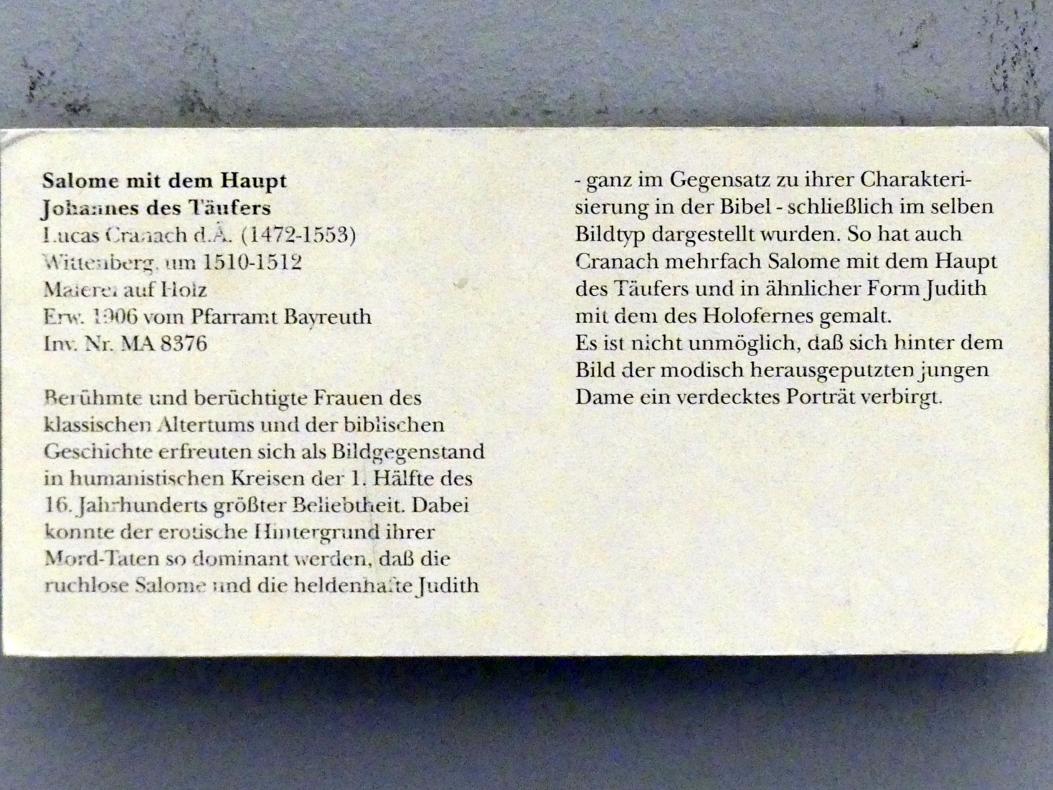 Salome mit dem Haupt
Johannes des Täufers
Lucas Cranach d.Ä. (1472-1553)
Wittenberg, um 1510-1512
Malerei auf Holz
Erw. 1906 vom Pfarramt Bayreuth
Inv. Nr. MA 8376
Berühmte und berüchtigte Frauen des
klassischen Altertums und der biblischen
Geschichte erfreuten sich als Bildgegenstand
in humanistischen Kreisen der 1. Hälfte des
16. Jahrhunderts größter Beliebtheit. Dabei
konnte der erotische Hintergrund ihrer
Mord-Taten so dominant werden, daß die
ruchlose Salome und die heldenhafte Judith
- ganz im Gegensatz zu ihrer Charakteri-
sierung in der Bibel - schließlich im selben
Bildtyp dargestellt wurden. So hat auch
Cranach mehrfach Salome mit dem Haupt
des Täufers und in ähnlicher Form Judith
mit dem des Holofernes gemalt.
Es ist nicht unmöglich, daß sich hinter dem
Bild der modisch herausgeputzten jungen
Dame ein verdecktes Porträt verbirgt.